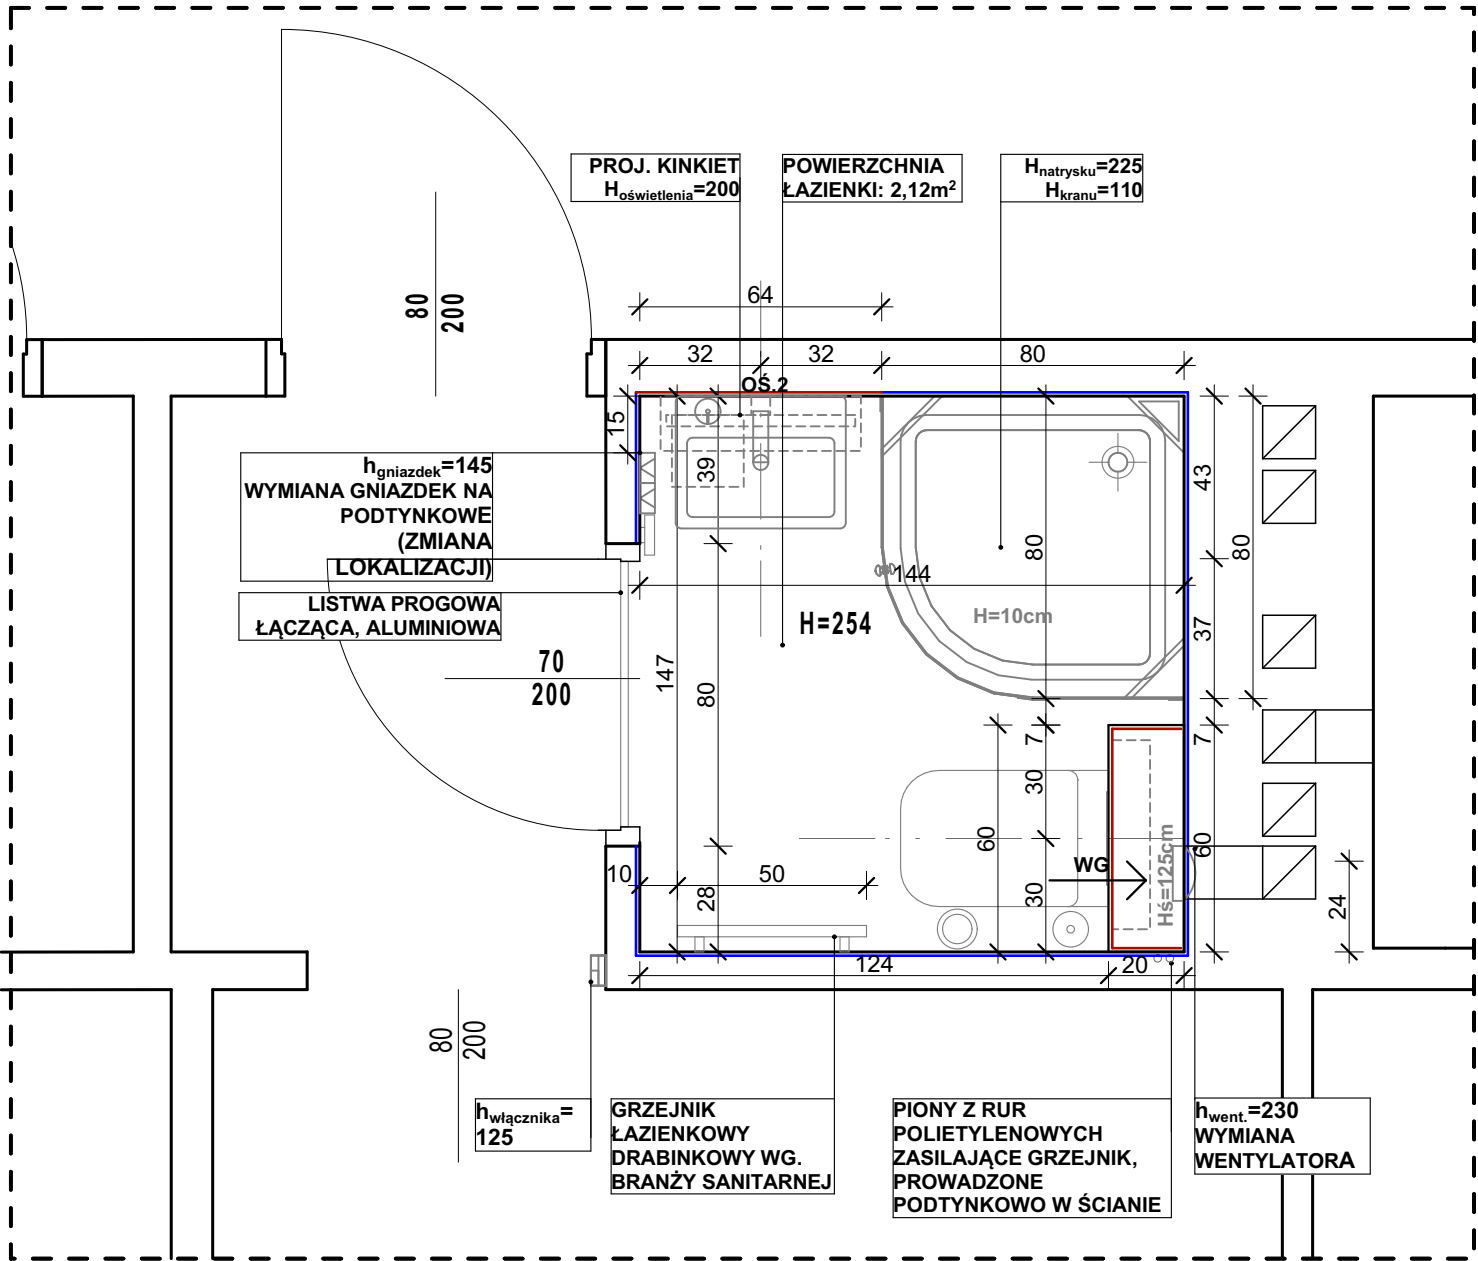 PROJ. KINKIET
Hoświetlenia=200
POWIERZCHNIA
ŁAZIENKI: 2,12m²
Hnatrysku=225
Hkranu=110
80
200
64
32
32
80
OŚ.2
15
39
43
80
80
144
37
H=10cm
H=254
hgniazdek=145
WYMIANA GNIAZDEK NA
PODTYNKOWE
(ZMIANA
LOKALIZACJI)
LISTWA PROGOWA
ŁĄCZĄCA, ALUMINIOWA
70
200
147
80
7
7
30
60
60
Hś=125cm
WG
10
50
28
30
24
124
20
80
200
hwłącznika=
125
GRZEJNIK
ŁAZIENKOWY
DRABINKOWY WG.
BRANŻY SANITARNEJ
PIONY Z RUR
POLIETYLENOWYCH
ZASILAJĄCE GRZEJNIK,
PROWADZONE
PODTYNKOWO W ŚCIANIE
hwent.=230
WYMIANA
WENTYLATORA